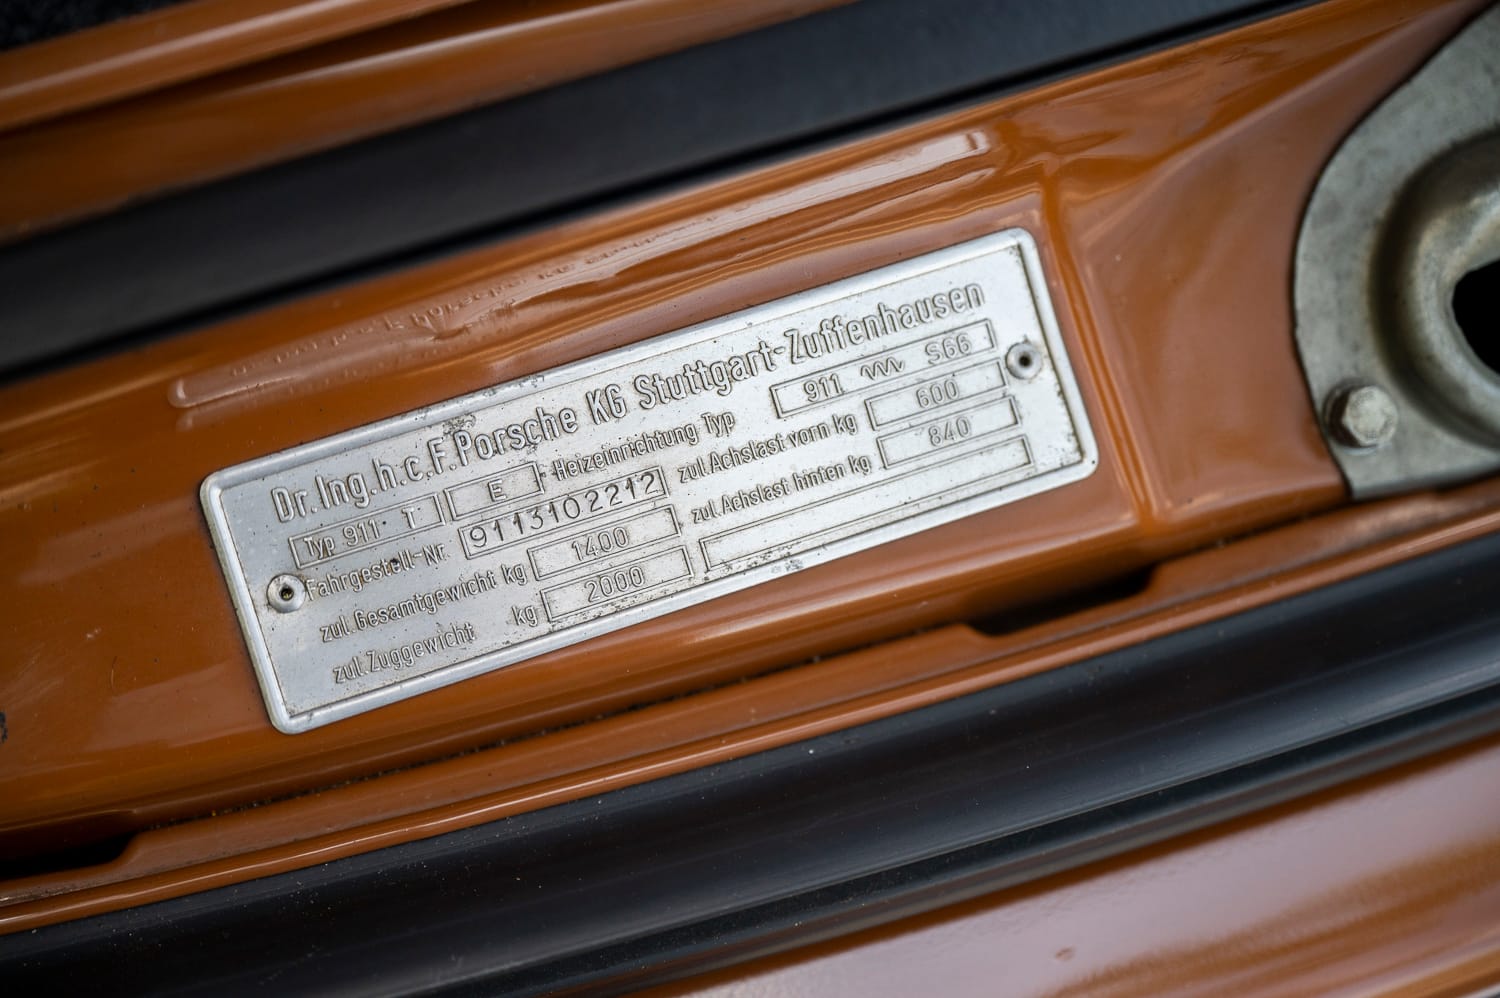 Dr. Ing. h. c. F. Porsche KG Stuttgart-Zuffenhausen
Typ 911 T E -Heizeinrichtung Typ 911 S66
Fahrgestell-Nr. 9113102212 zul. Achslast vorn kg 600
zul. Gesamtgewicht kg 1400 zul. Achslast hinten kg 840
zul. Zuggewicht kg 2000